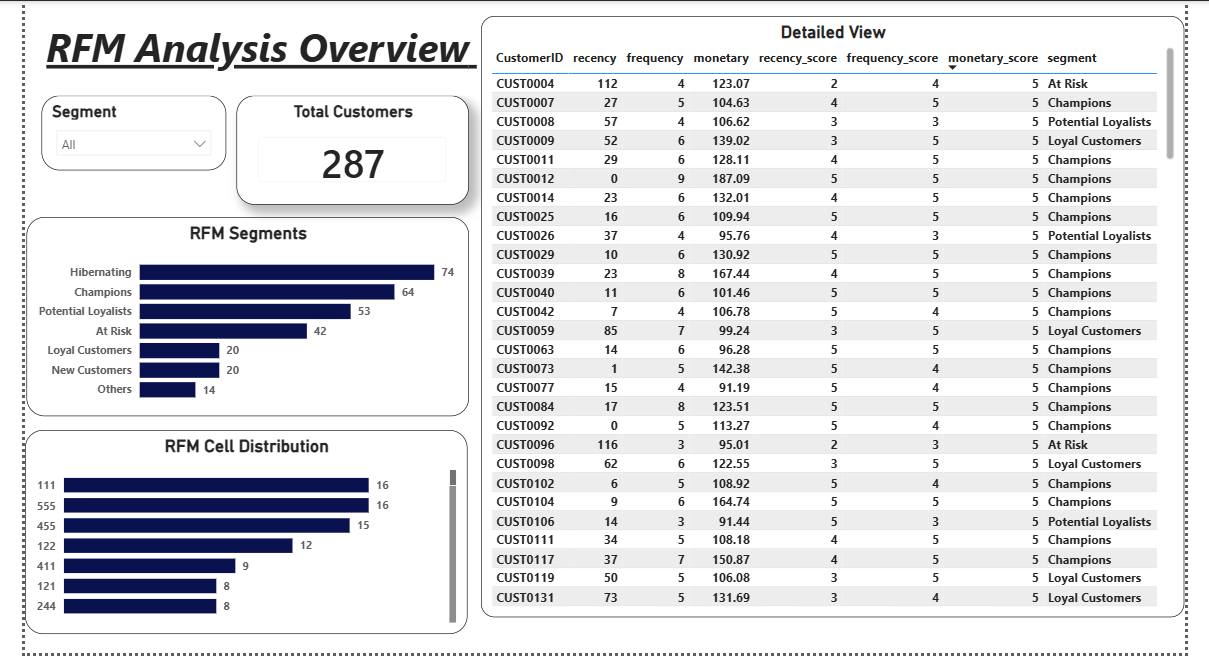 RFM Analysis Overview
Segment
All
Total Customers
287
RFM Segments
Hibernating 74
Champions 64
Potential Loyalists 53
At Risk 42
Loyal Customers 20
New Customers 20
Others 14
RFM Cell Distribution
111 16
555 16
455 15
122 12
411 9
121 8
244 8
Detailed View
CustomerID recency frequency monetary recency_score frequency_score monetary_score segment
CUST0004 112 4 123.07 2 4 5 At Risk
CUST0007 27 5 104.63 4 5 5 Champions
CUST0008 57 4 106.62 3 3 5 Potential Loyalists
CUST0009 52 6 139.02 3 5 5 Loyal Customers
CUST0011 29 6 128.11 4 5 5 Champions
CUST0012 0 9 187.09 5 5 5 Champions
CUST0014 23 6 132.01 4 5 5 Champions
CUST0025 16 6 109.94 5 5 5 Champions
CUST0026 37 4 95.76 4 3 5 Potential Loyalists
CUST0029 10 6 130.92 5 5 5 Champions
CUST0039 23 8 167.44 4 5 5 Champions
CUST0040 11 6 101.46 5 5 5 Champions
CUST0042 7 4 106.78 5 4 5 Champions
CUST0059 85 7 99.24 3 5 5 Loyal Customers
CUST0063 14 6 96.28 5 5 5 Champions
CUST0073 1 5 142.38 5 4 5 Champions
CUST0077 15 4 91.19 5 4 5 Champions
CUST0084 17 8 123.51 5 5 5 Champions
CUST0092 0 5 113.27 5 4 5 Champions
CUST0096 116 3 95.01 2 3 5 At Risk
CUST0098 62 6 122.55 3 5 5 Loyal Customers
CUST0102 6 5 108.92 5 4 5 Champions
CUST0104 9 6 164.74 5 5 5 Champions
CUST0106 14 3 91.44 5 3 5 Potential Loyalists
CUST0111 34 5 108.18 4 5 5 Champions
CUST0117 37 7 150.87 4 5 5 Champions
CUST0119 50 5 106.08 3 5 5 Loyal Customers
CUST0131 73 5 131.69 3 4 5 Loyal Customers